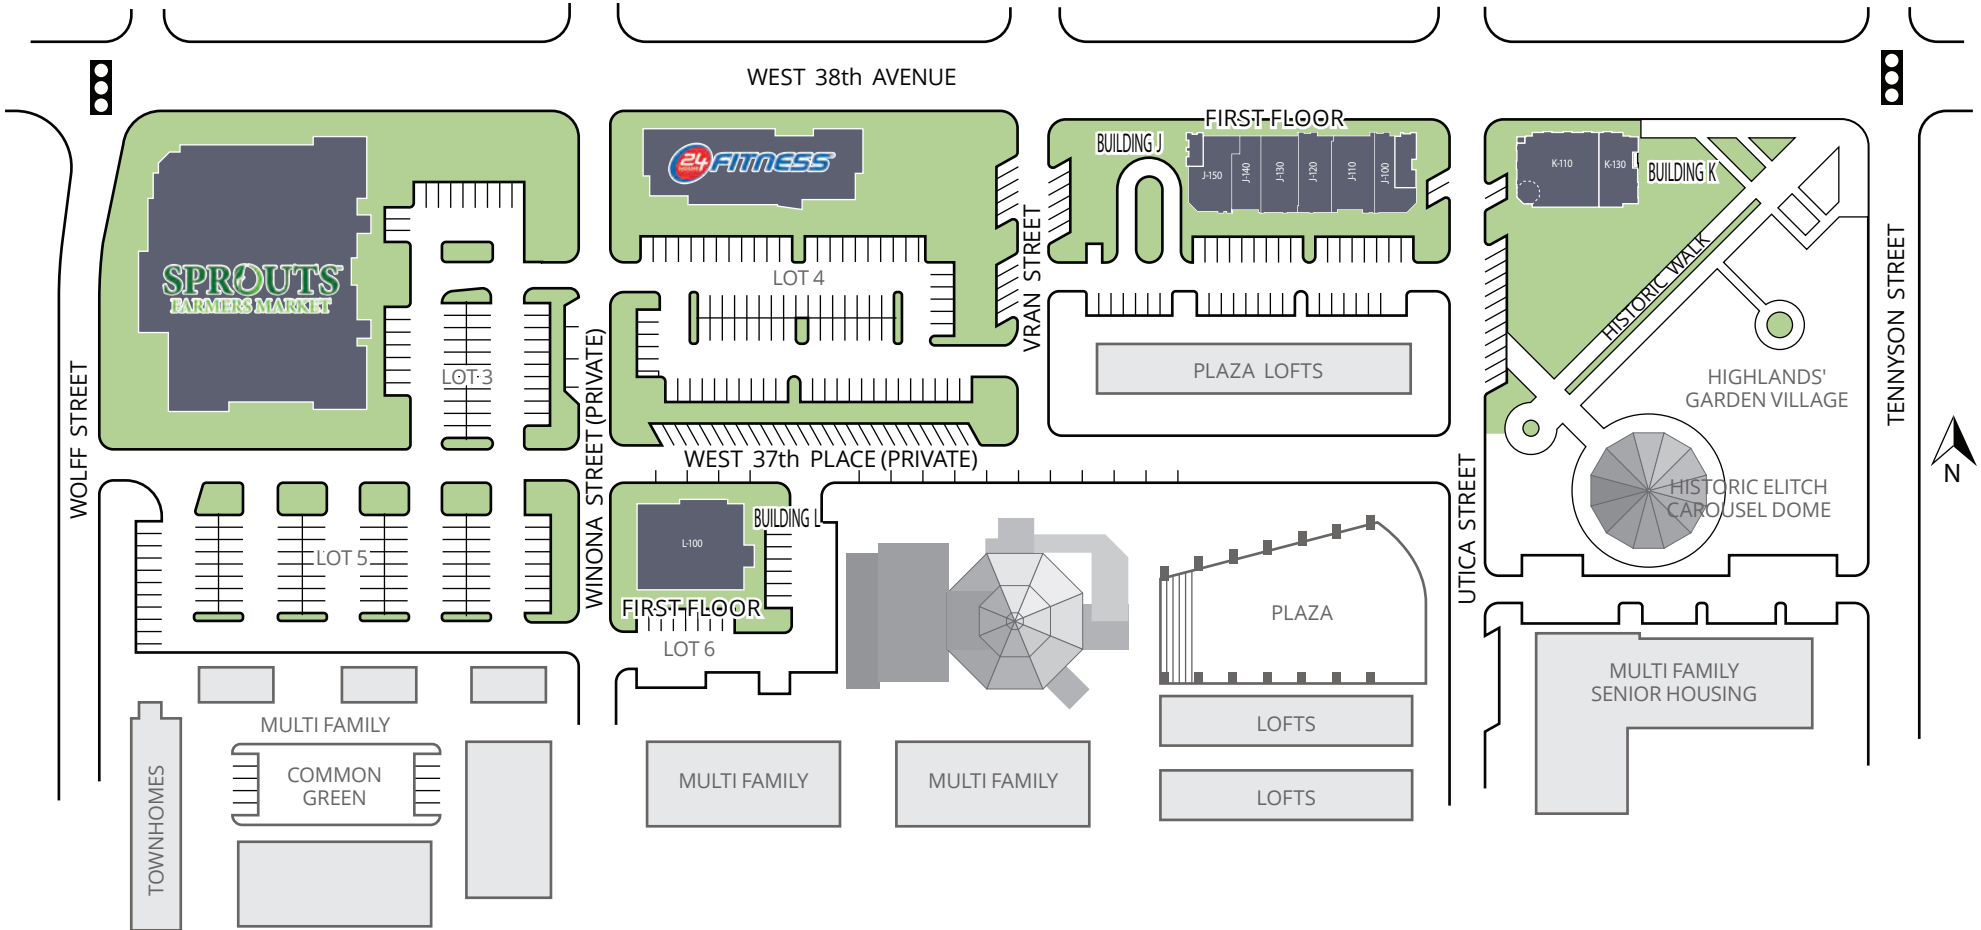 WEST 38th AVENUE
FIRST FLOOR
BUILDING J
24 FITNESS
J-150
J-140
J-130
J-120
J-110
J-100
K-110
K-130
BUILDING K
SPROUTS
FARMERS MARKET
LOT 4
VRAN STREET
HISTORIC WALK
TENNYSON STREET
LOT 3
PLAZA LOFTS
HIGHLANDS'
GARDEN VILLAGE
WOLFF STREET
WINONA STREET (PRIVATE)
WEST 37th PLACE (PRIVATE)
UTICA STREET
HISTORIC ELITCH
CAROUSEL DOME
N
BUILDING L
L-100
LOT 5
FIRST FLOOR
LOT 6
PLAZA
MULTI FAMILY
SENIOR HOUSING
MULTI FAMILY
LOFTS
TOWNHOMES
COMMON
GREEN
MULTI FAMILY
MULTI FAMILY
LOFTS